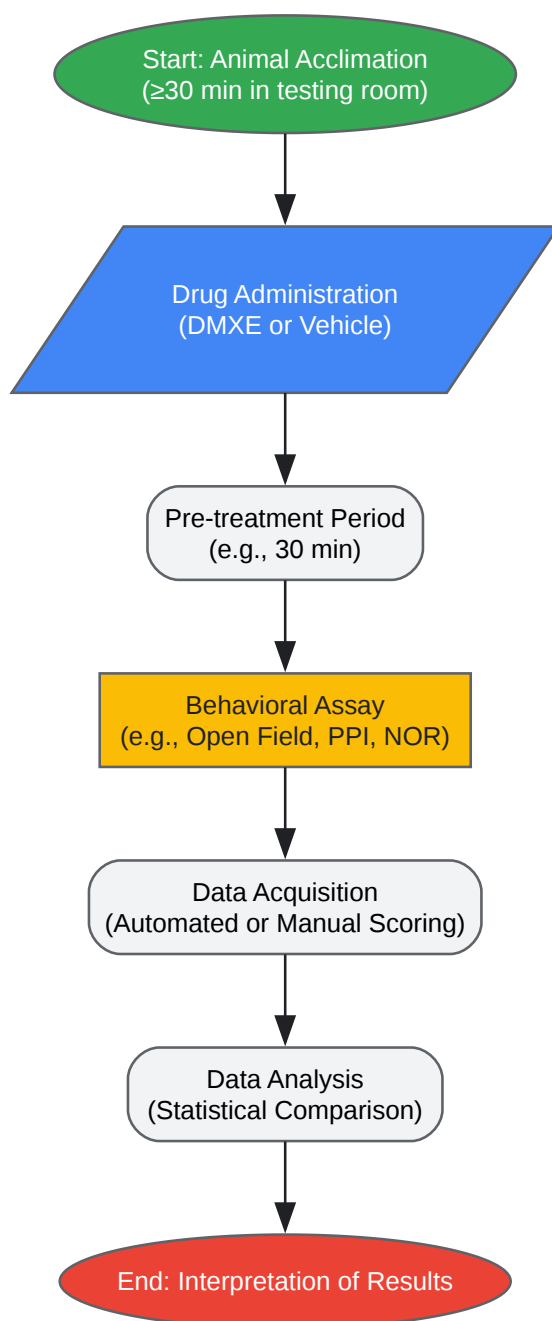 Start: Animal Acclimation
(≥30 min in testing room)
Drug Administration
(DMXE or Vehicle)
Pre-treatment Period
(e.g., 30 min)
Behavioral Assay
(e.g., Open Field, PPI, NOR)
Data Acquisition
(Automated or Manual Scoring)
Data Analysis
(Statistical Comparison)
End: Interpretation of Results